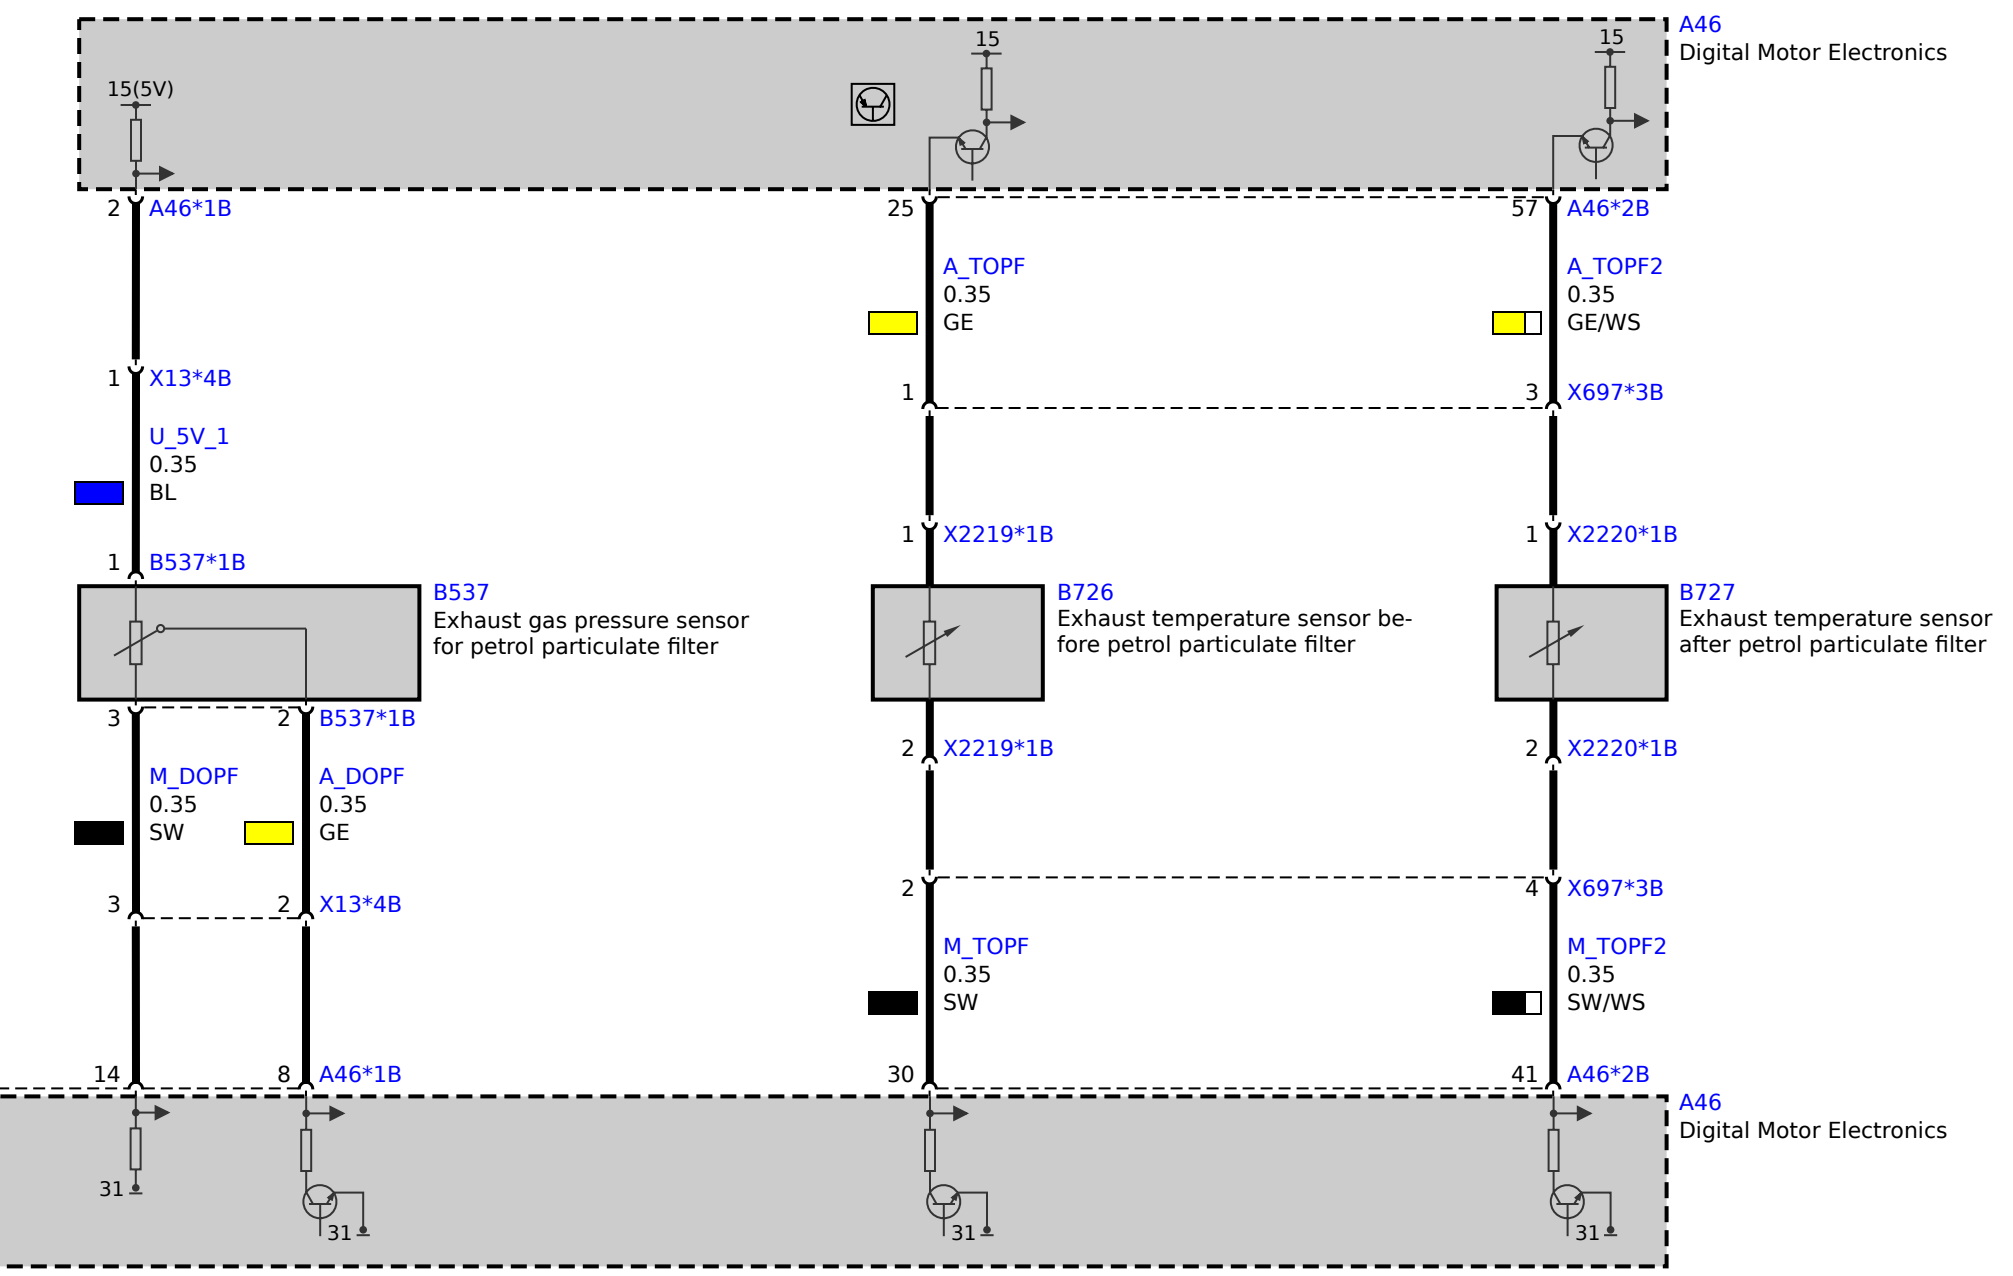 A46
Digital Motor Electronics
15(5V)
15
15
2 A46*1B
25
57 A46*2B
A_TOPF
0.35
GE
A_TOPF2
0.35
GE/WS
1 X13*4B
1
3 X697*3B
U_5V_1
0.35
BL
1 X2219*1B
1 X2220*1B
1 B537*1B
B537
Exhaust gas pressure sensor
for petrol particulate filter
B726
Exhaust temperature sensor be-
fore petrol particulate filter
B727
Exhaust temperature sensor
after petrol particulate filter
3
2 B537*1B
2 X2219*1B
2 X2220*1B
M_DOPF
0.35
SW
A_DOPF
0.35
GE
3
2 X13*4B
2
4 X697*3B
M_TOPF
0.35
SW
M_TOPF2
0.35
SW/WS
14
8 A46*1B
30
41 A46*2B
A46
Digital Motor Electronics
31
31
31
31